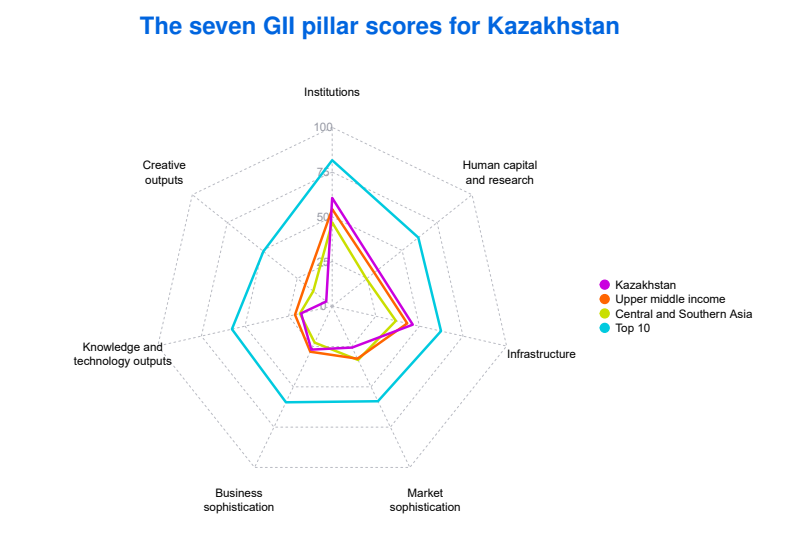 The seven GII pillar scores for Kazakhstan
Institutions
100
Creative
outputs
Human capital
and research
75
50
25
0
Kazakhstan
Upper middle income
Central and Southern Asia
Top 10
Knowledge and
technology outputs
Infrastructure
Business
sophistication
Market
sophistication